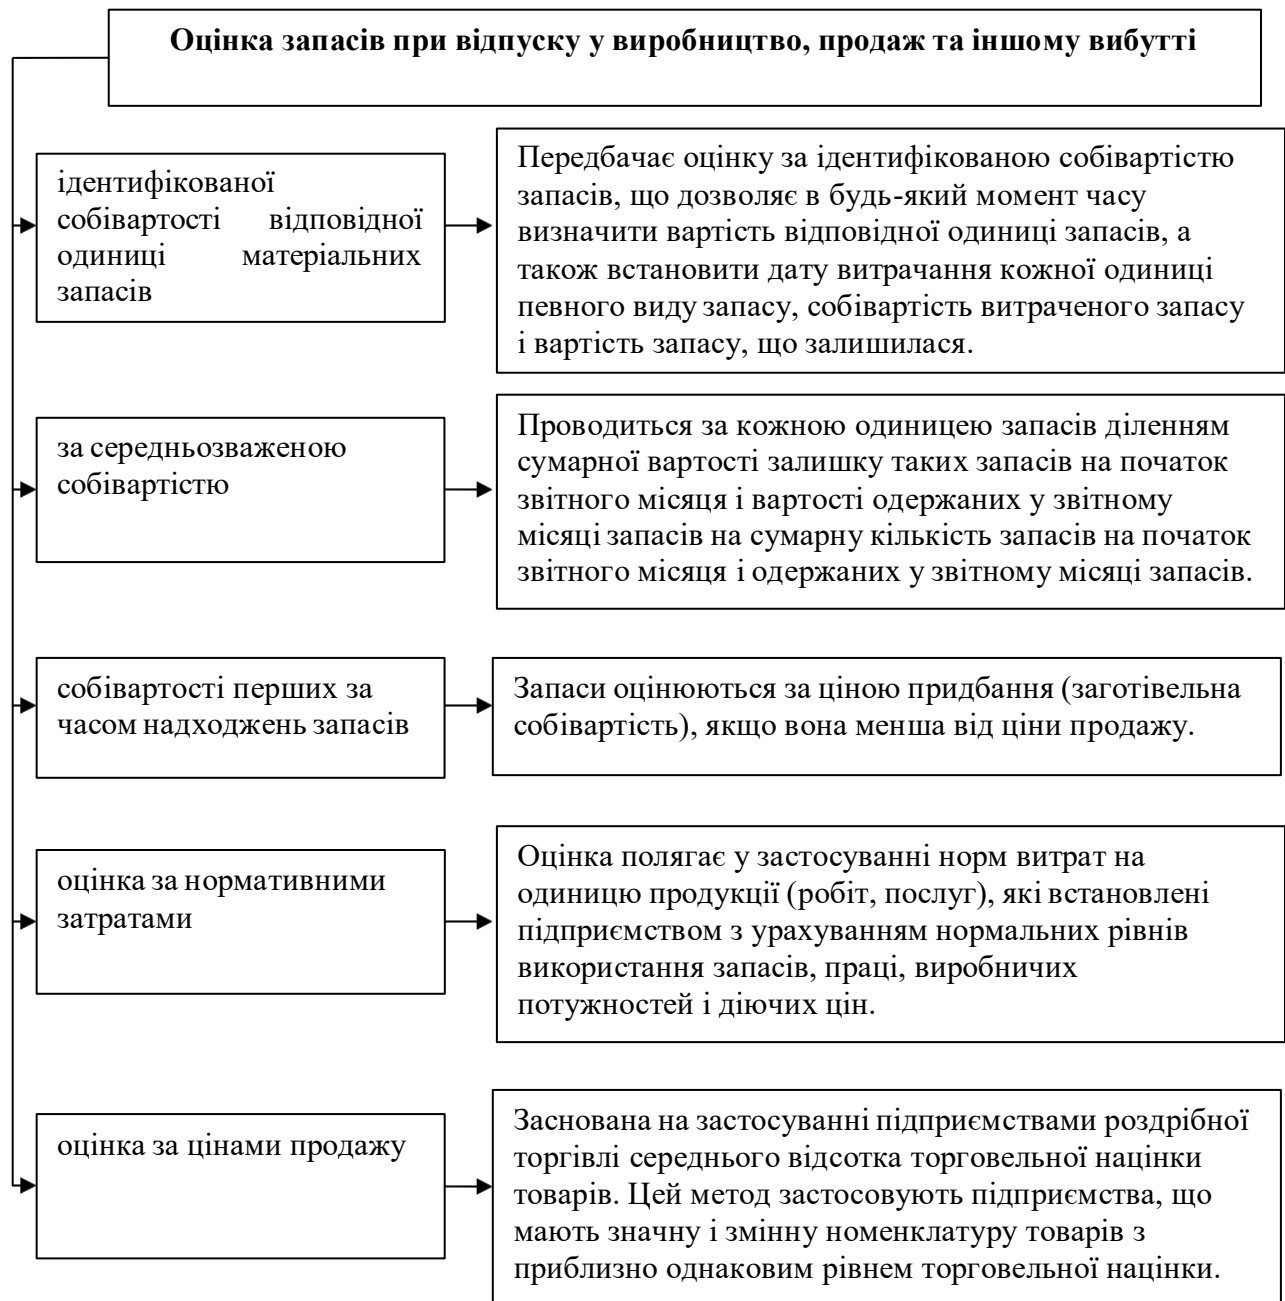 Оцінка запасів при відпуску у виробництво, продаж та іншому вибутті
ідентифікованої
собівартості відповідної
одиниці матеріальних
запасів
Передбачає оцінку за ідентифікованою собівартістю
запасів, що дозволяє в будь-який момент часу
визначити вартість відповідної одиниці запасів, а
також встановити дату витрачання кожної одиниці
певного виду запасу, собівартість витраченого запасу
і вартість запасу, що залишилася.
за середньозваженою
собівартістю
Проводиться за кожною одиницею запасів діленням
сумарної вартості залишку таких запасів на початок
звітного місяця і вартості одержаних у звітному
місяці запасів на сумарну кількість запасів на початок
звітного місяця і одержаних у звітному місяці запасів.
собівартості перших за
часом надходжень запасів
Запаси оцінюються за ціною придбання (заготівельна
собівартість), якщо вона менша від ціни продажу.
оцінка за нормативними
затратами
Оцінка полягає у застосуванні норм витрат на
одиницю продукції (робіт, послуг), які встановлені
підприємством з урахуванням нормальних рівнів
використання запасів, праці, виробничих
потужностей і діючих цін.
оцінка за цінами продажу
Заснована на застосуванні підприємствами роздрібної
торгівлі середнього відсотка торговельної націнки
товарів. Цей метод застосовують підприємства, що
мають значну і змінну номенклатуру товарів з
приблизно однаковим рівнем торговельної націнки.